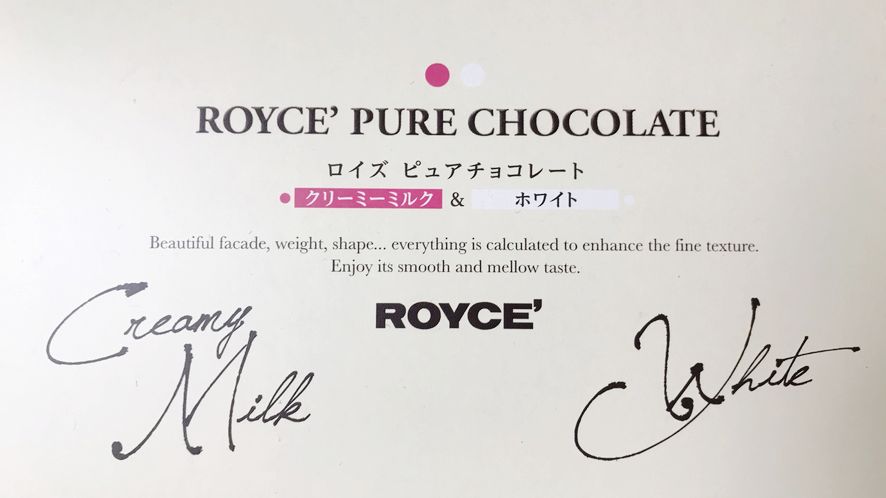 ROYCE’ PURE CHOCOLATE
ロイズ ピュアチョコレート
クリーミーミルク & ホワイト
Beautiful facade, weight, shape... everything is calculated to enhance the fine texture.
Enjoy its smooth and mellow taste.
ROYCE’
Creamy
Milk
White